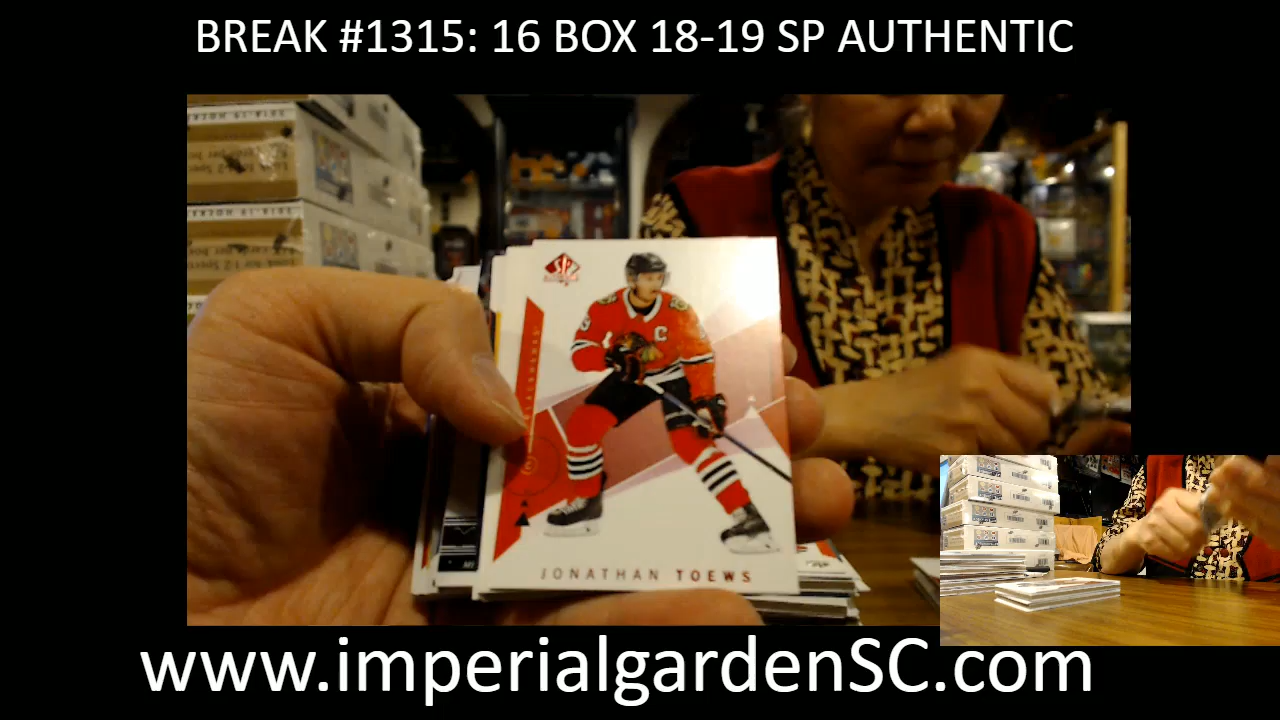 BREAK #1315: 16 BOX 18-19 SP AUTHENTIC
JONATHAN TOEWS
www.imperialgardenSC.com